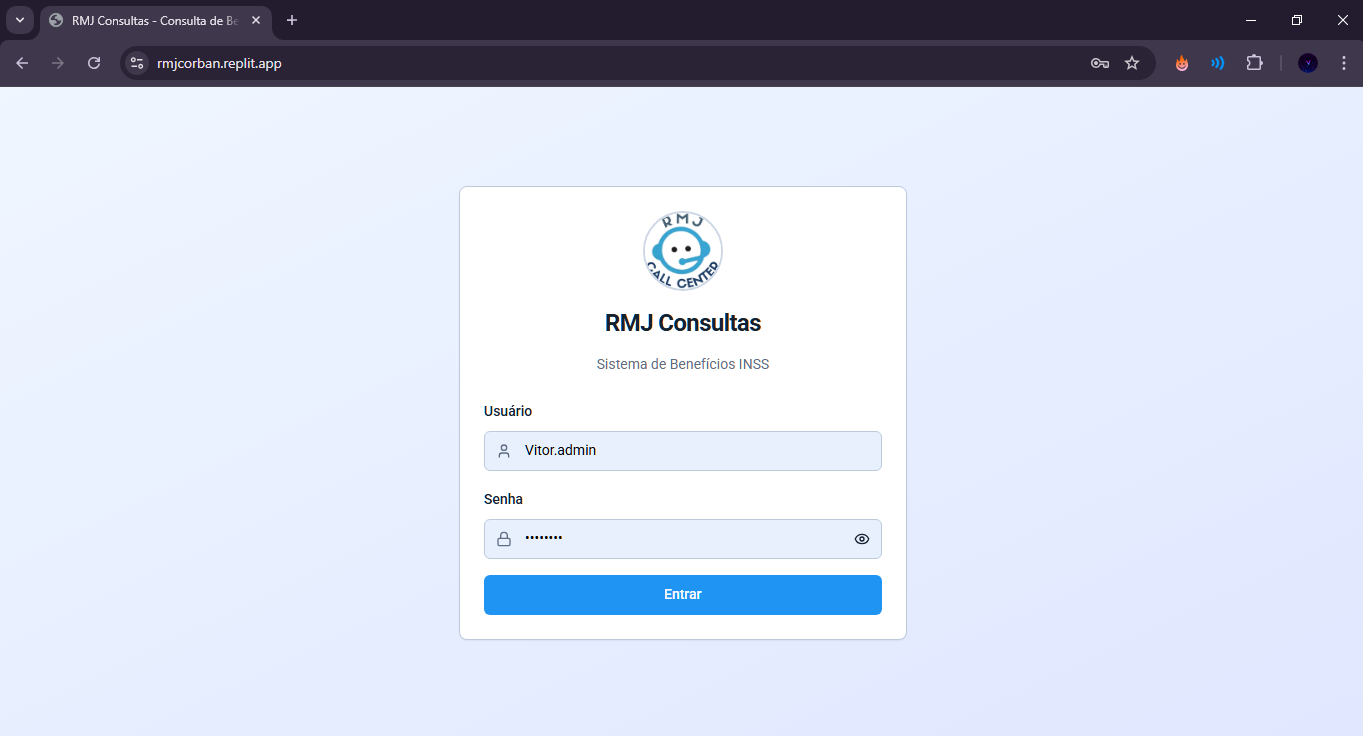 RMJ Consultas - Consulta de Be
rmjcorban.replit.app
RMJ
CALL CENTER
RMJ Consultas
Sistema de Benefícios INSS
Usuário
Vitor.admin
Senha
••••••••
Entrar